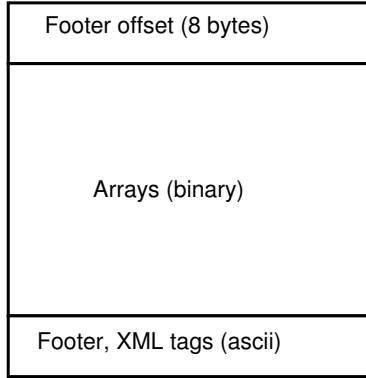 Footer offset (8 bytes)
Arrays (binary)
Footer, XML tags (ascii)